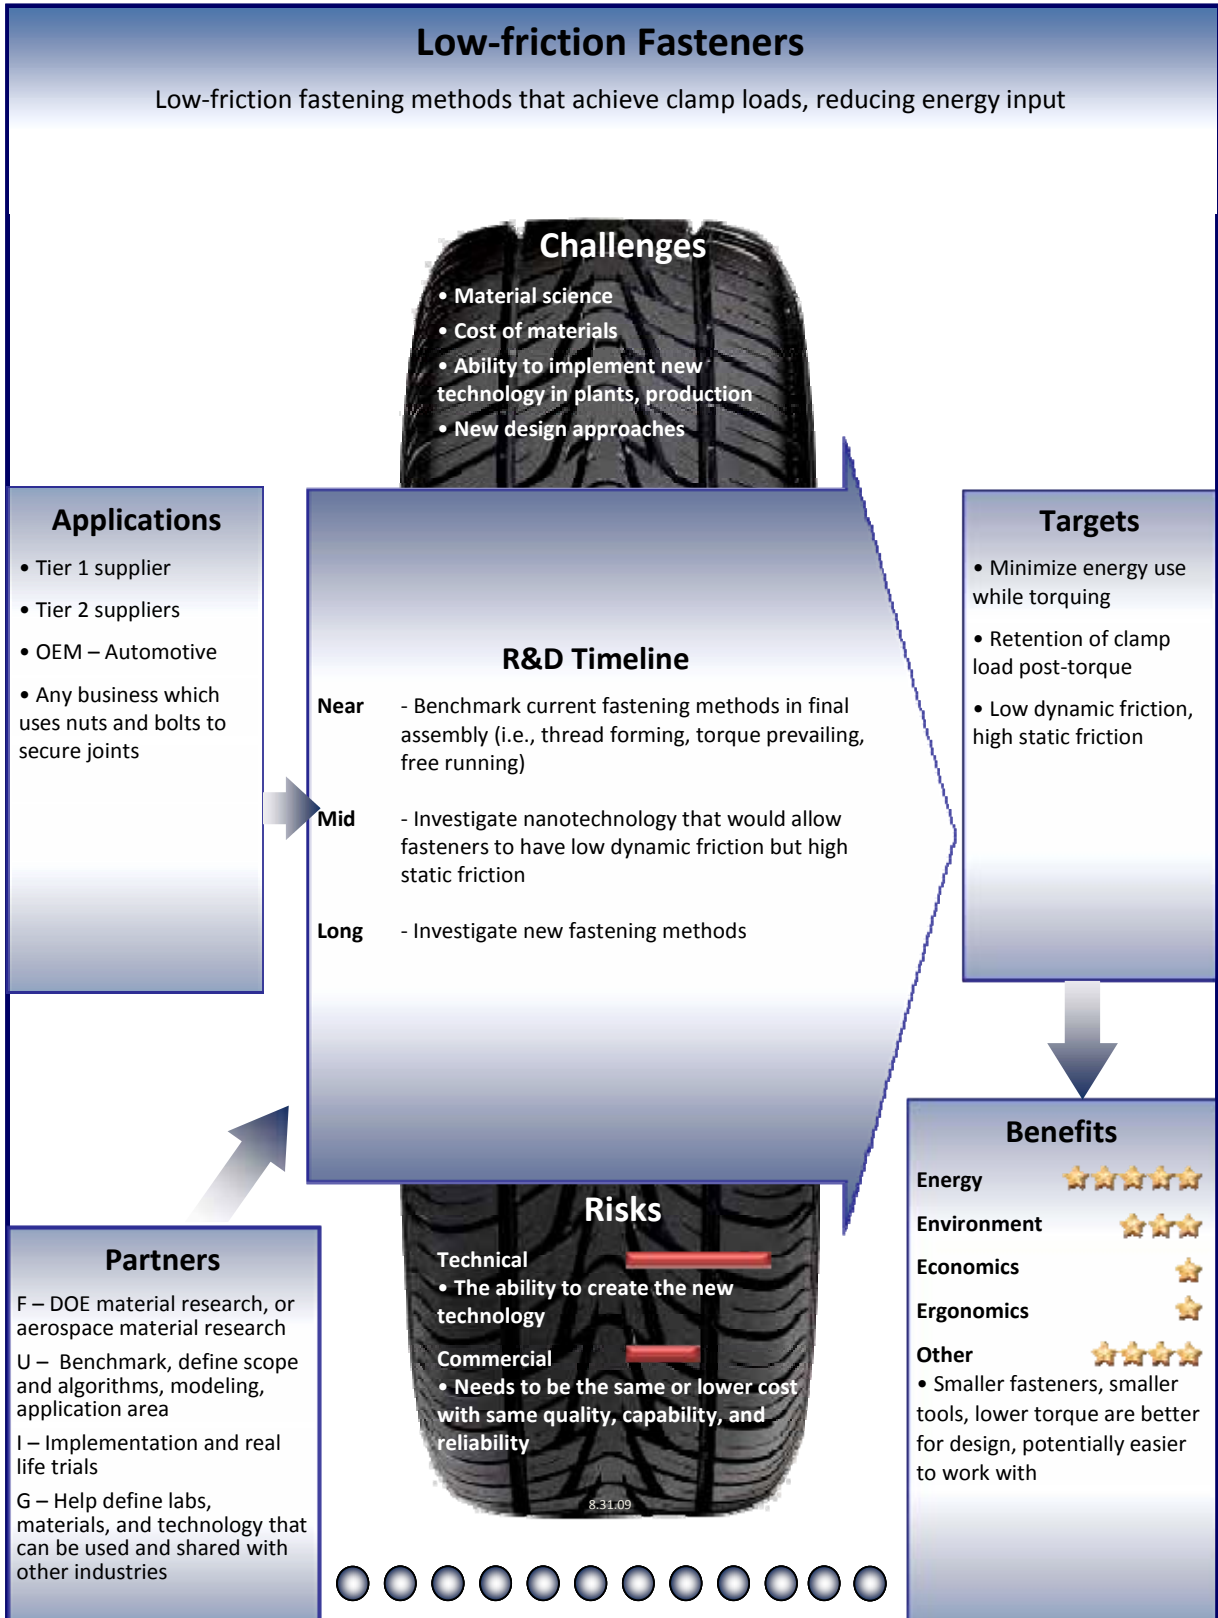 Low-friction Fasteners
Low-friction fastening methods that achieve clamp loads, reducing energy input
Challenges
• Material science
• Cost of materials
• Ability to implement new
technology in plants, production
• New design approaches
Applications
• Tier 1 supplier
• Tier 2 suppliers
• OEM – Automotive
• Any business which
uses nuts and bolts to
secure joints
R&D Timeline
Near - Benchmark current fastening methods in final
assembly (i.e., thread forming, torque prevailing,
free running)
Mid - Investigate nanotechnology that would allow
fasteners to have low dynamic friction but high
static friction
Long - Investigate new fastening methods
Targets
• Minimize energy use
while torquing
• Retention of clamp
load post-torque
• Low dynamic friction,
high static friction
Partners
F – DOE material research, or
aerospace material research
U – Benchmark, define scope
and algorithms, modeling,
application area
I – Implementation and real
life trials
G – Help define labs,
materials, and technology that
can be used and shared with
other industries
Risks
Technical
• The ability to create the new
technology
Commercial
• Needs to be the same or lower cost
with same quality, capability, and
reliability
8.31.09
Benefits
Energy
Environment
Economics
Ergonomics
Other
• Smaller fasteners, smaller
tools, lower torque are better
for design, potentially easier
to work with